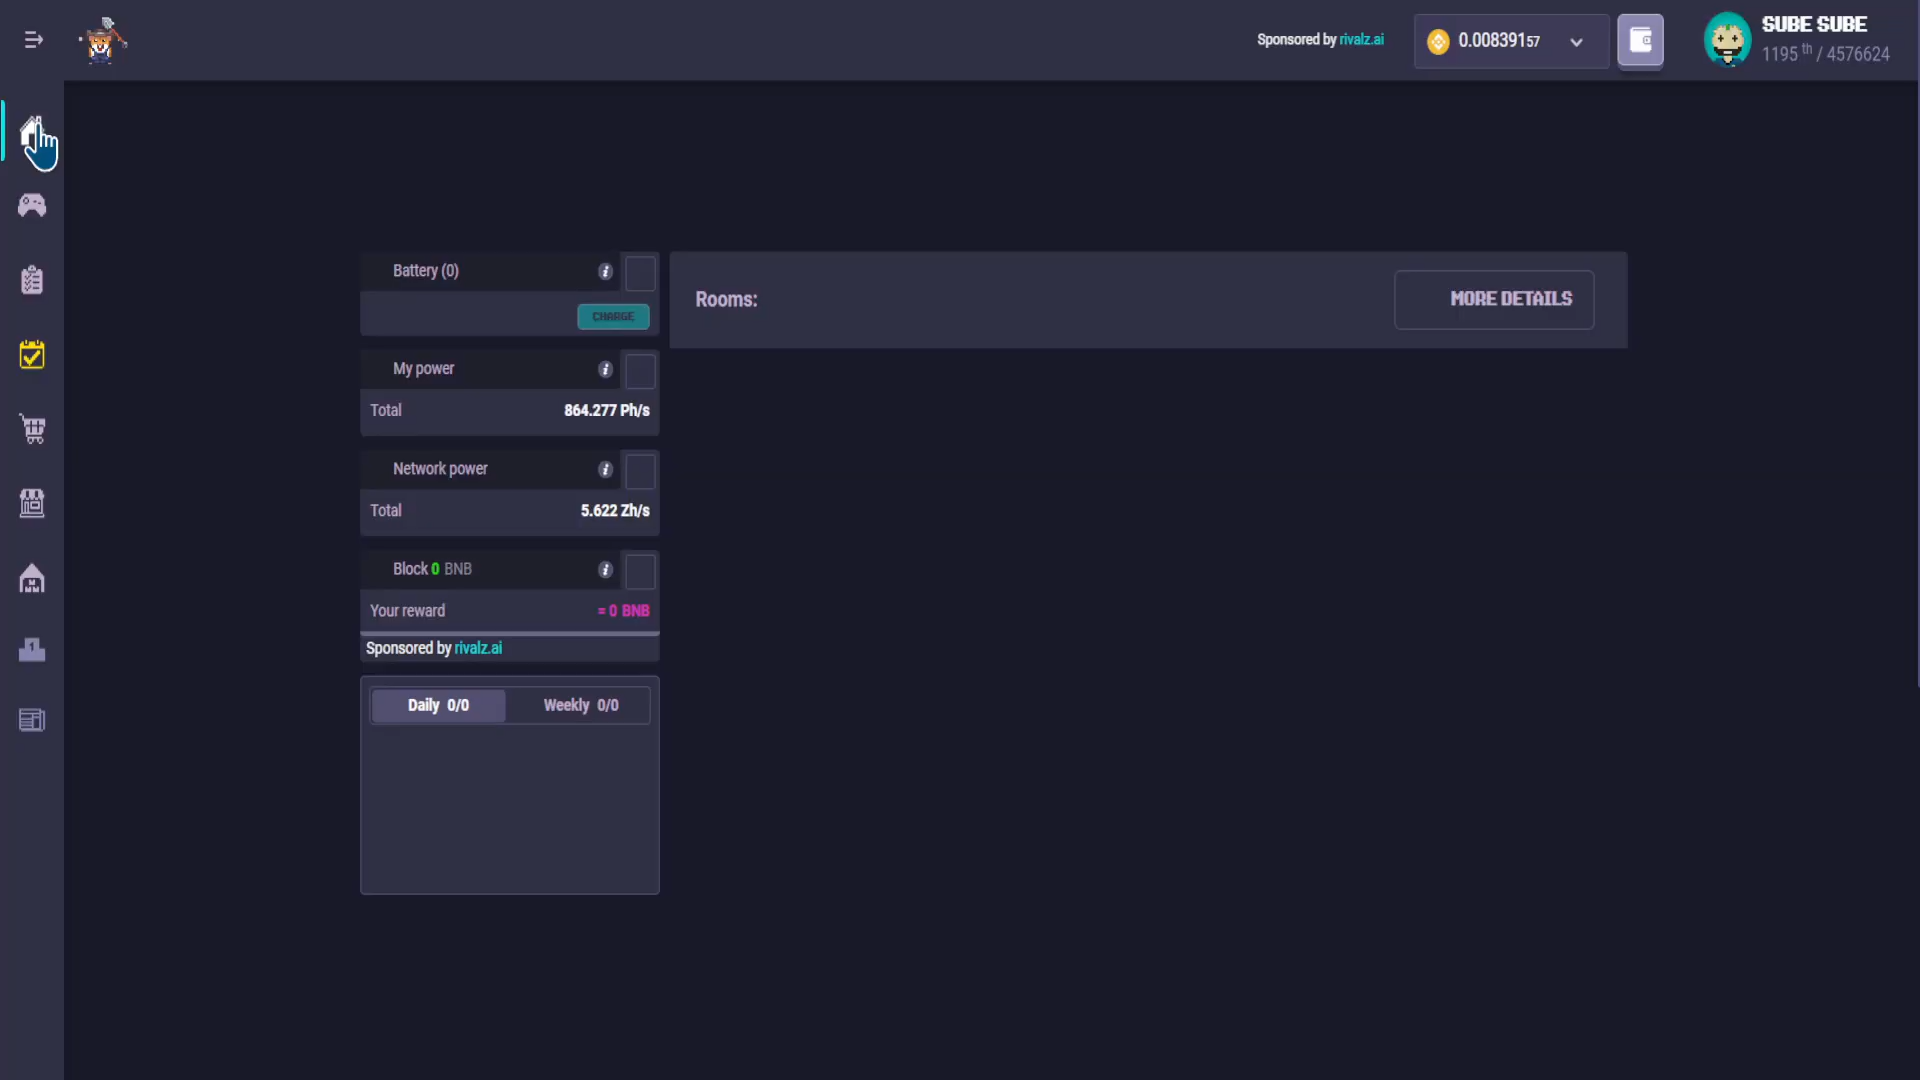 Sponsored by rivalz.ai
0.0083915​7
SUBE SUBE
1195 th / 4576624
Battery (0)
CHARGE
Rooms:
MORE DETAILS
My power
Total 864.277 Ph/s
Network power
Total 5.622 Zh/s
Block 0 BNB
Your reward = 0 BNB
Sponsored by rivalz.ai
Daily 0/0 Weekly 0/0